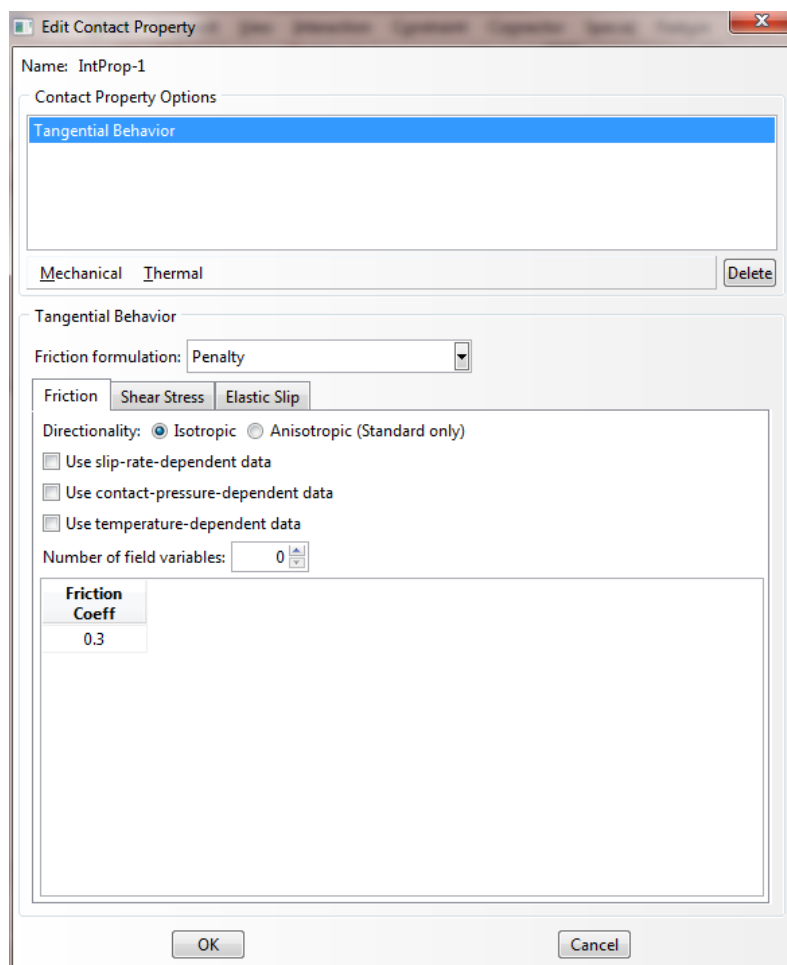 Edit Contact Property
Name: IntProp-1
Contact Property Options
Tangential Behavior
Mechanical Thermal Delete
Tangential Behavior
Friction formulation: Penalty
Friction Shear Stress Elastic Slip
Directionality: Isotropic Anisotropic (Standard only)
Use slip-rate-dependent data
Use contact-pressure-dependent data
Use temperature-dependent data
Number of field variables: 0
Friction
Coeff
0.3
OK Cancel